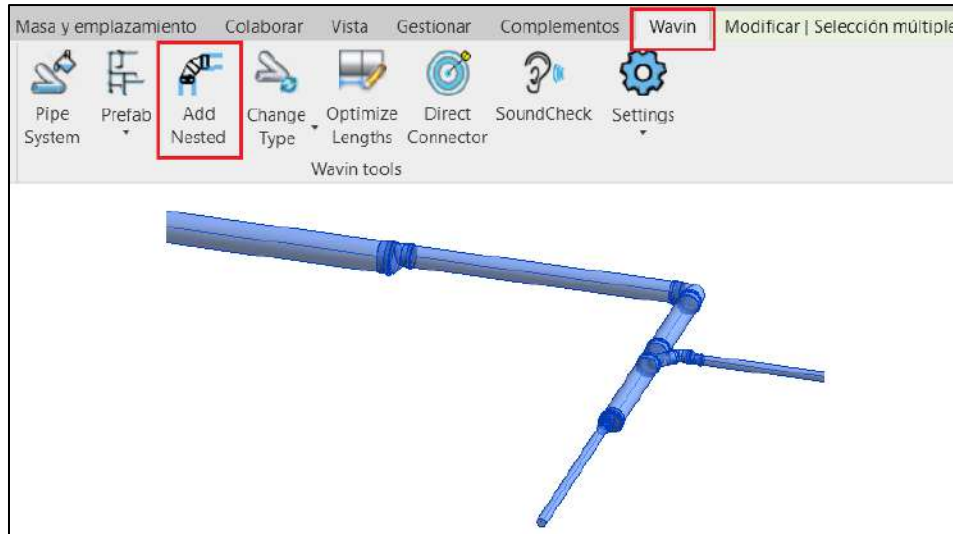 Masa y emplazamiento Colaborar Vista Gestionar Complementos Wavin Modificar | Selección múltiple
Pipe System
Prefab
Add Nested
Change Type
Optimize Lengths
Direct Connector
SoundCheck
Settings
Wavin tools